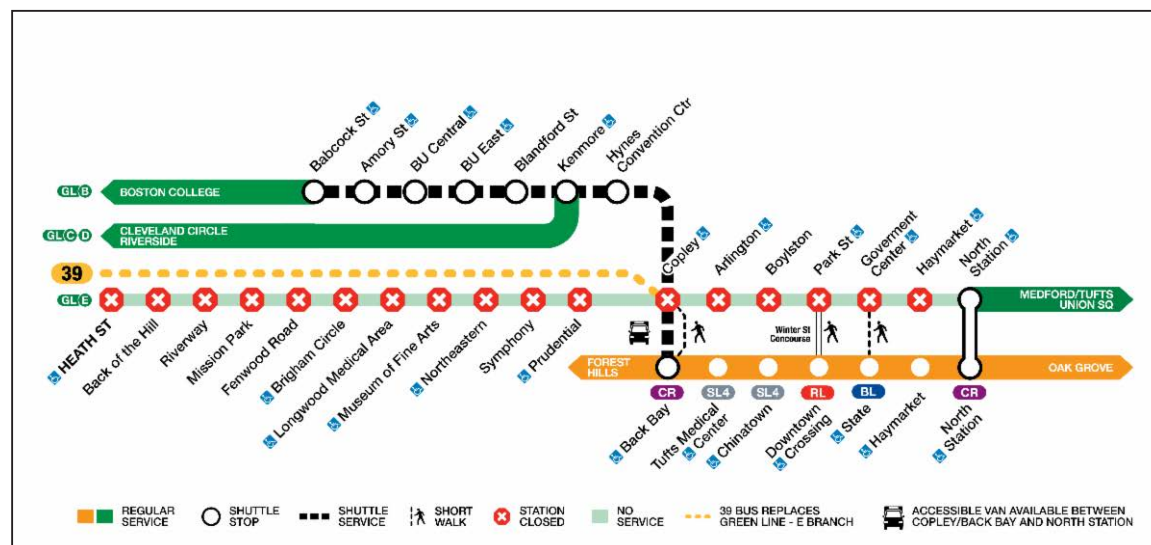 Babcock St
Amory St
BU Central
BU East
Blandford St
Kenmore
Hynes
Convention Ctr
GL B
BOSTON COLLEGE
GL C D
CLEVELAND CIRCLE
RIVERSIDE
39
Copley
Arlington
Boylston
Park St
Goverment
Center
Haymarket
North
Station
GL E
MEDFORD/TUFTS
UNION SQ
HEATH ST
Back of the Hill
Riverway
Mission Park
Fenwood Road
Brigham Circle
Longwood Medical Area
Museum of Fine Arts
Northeastern
Symphony
Prudential
Winter St
Concourse
FOREST
HILLS
OAK GROVE
CR
SL4
SL4
RL
BL
CR
Back Bay
Tufts Medical
Center
Chinatown
Downtown
Crossing
State
Haymarket
North
Station
REGULAR
SERVICE
SHUTTLE
STOP
SHUTTLE
SERVICE
SHORT
WALK
STATION
CLOSED
NO
SERVICE
39 BUS REPLACES
GREEN LINE - E BRANCH
ACCESSIBLE VAN AVAILABLE BETWEEN
COPLEY/BACK BAY AND NORTH STATION